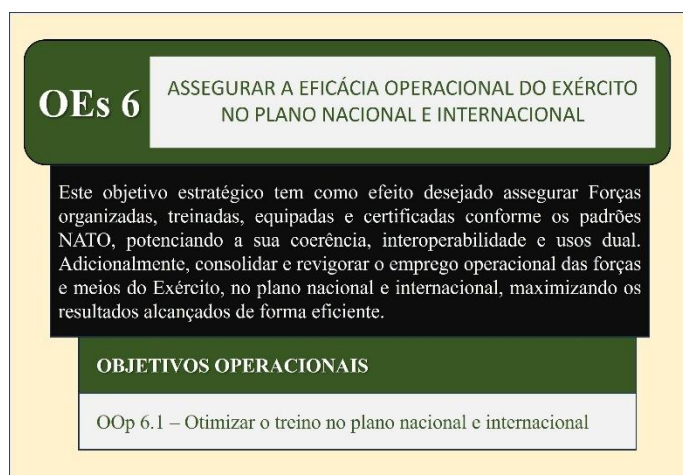 OEs 6
ASSEGURAR A EFICÁCIA OPERACIONAL DO EXÉRCITO
NO PLANO NACIONAL E INTERNACIONAL
Este objetivo estratégico tem como efeito desejado assegurar Forças
organizadas, treinadas, equipadas e certificadas conforme os padrões
NATO, potenciando a sua coerência, interoperabilidade e usos dual.
Adicionalmente, consolidar e revigorar o emprego operacional das forças
e meios do Exército, no plano nacional e internacional, maximizando os
resultados alcançados de forma eficiente.
OBJETIVOS OPERACIONAIS
OOp 6.1 – Otimizar o treino no plano nacional e internacional